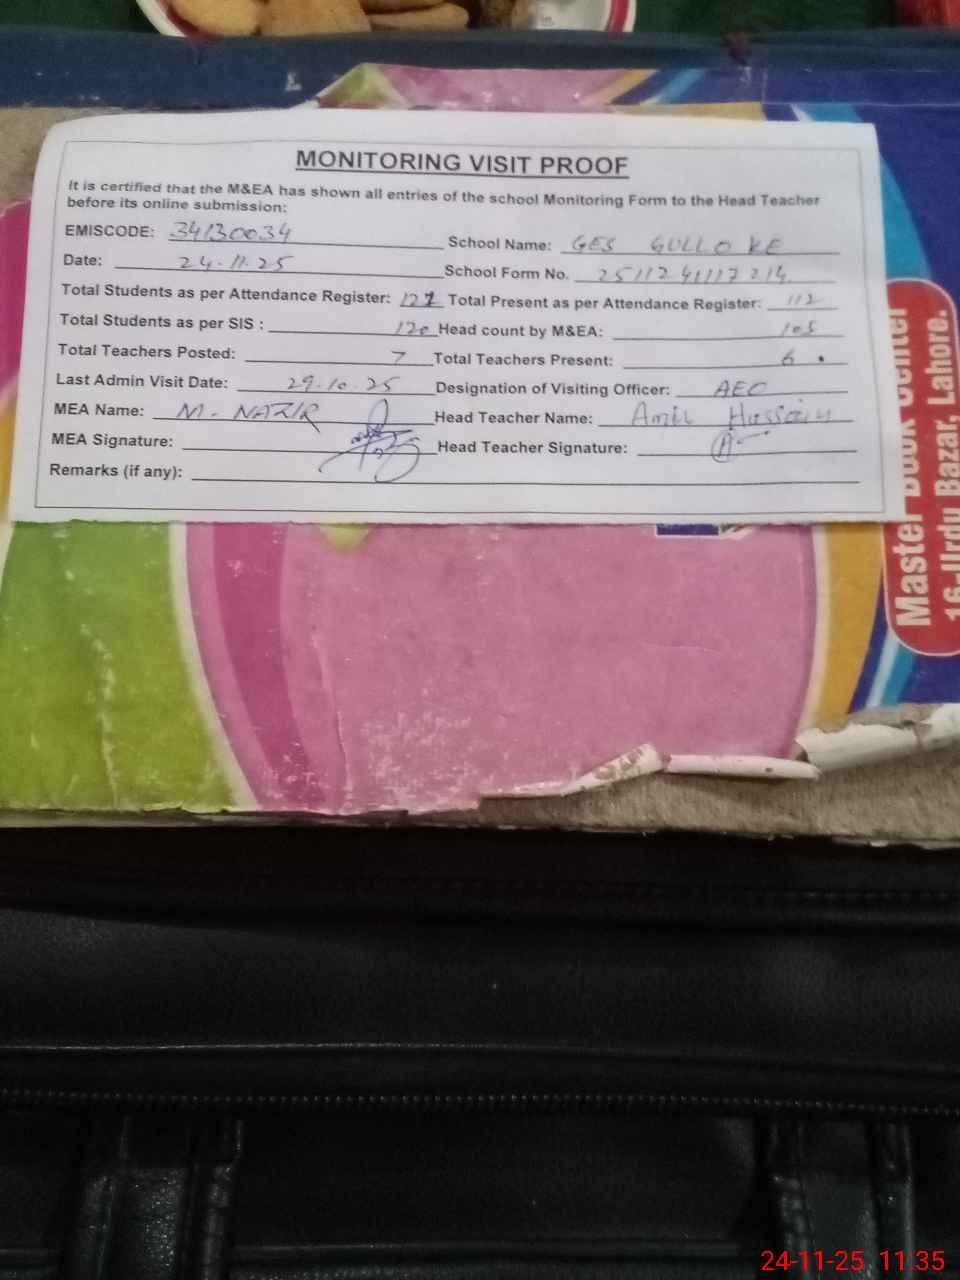 MONITORING VISIT PROOF
It is certified that the M&EA has shown all entries of the school Monitoring Form to the Head Teacher
before its online submission:
EMISCODE: 34130034 School Name: GES GULLO KE
Date: 24.11.25 School Form No. 2511241117214
Total Students as per Attendance Register: 121 Total Present as per Attendance Register: 112
Total Students as per SIS : 120 Head count by M&EA: 105
Total Teachers Posted: 7 Total Teachers Present: 6
Last Admin Visit Date: 29.10.25 Designation of Visiting Officer: AEO
MEA Name: M. NAZIR Head Teacher Name: Hussain
MEA Signature: Head Teacher Signature:
Remarks (if any):
Master Book Center
16-Urdu Bazar, Lahore.
24-11-25 11:35